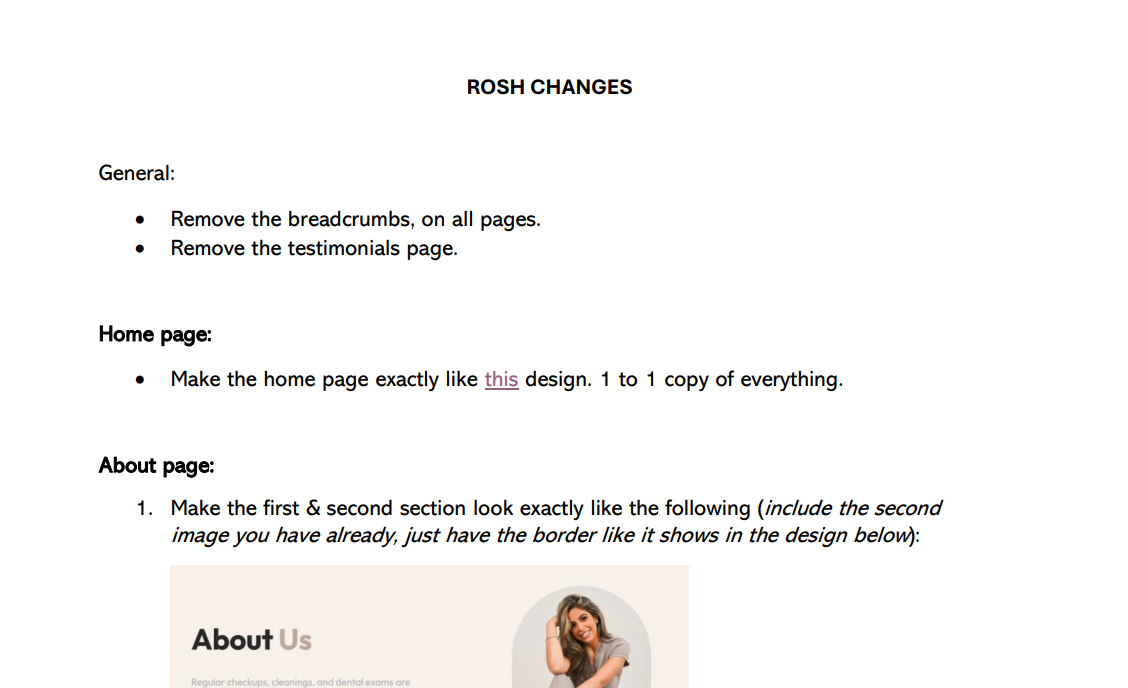 ROSH CHANGES
General:
• Remove the breadcrumbs, on all pages.
• Remove the testimonials page.
Home page:
• Make the home page exactly like this design. 1 to 1 copy of everything.
About page:
1. Make the first & second section look exactly like the following (include the second
image you have already, just have the border like it shows in the design below):
About Us
Regular checkups, cleanings, and dental exams are